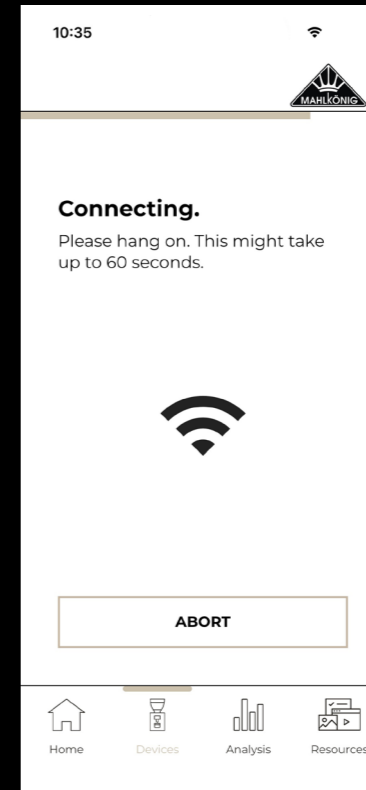 10:35
MAHLKÖNIG
Connecting.
Please hang on. This might take
up to 60 seconds.
ABORT
Home
Devices
Analysis
Resources